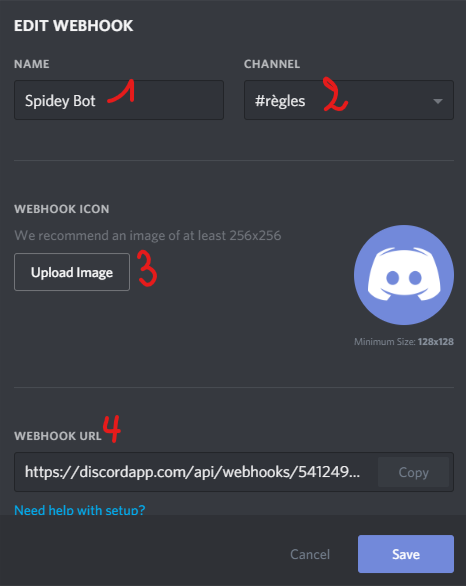 EDIT WEBHOOK
NAME CHANNEL
Spidey Bot 1 #règles 2
WEBHOOK ICON
We recommend an image of at least 256x256
Upload Image 3
Minimum Size: 128x128
WEBHOOK URL 4
https://discordapp.com/api/webhooks/541249... Copy
Need help with setup?
Cancel Save